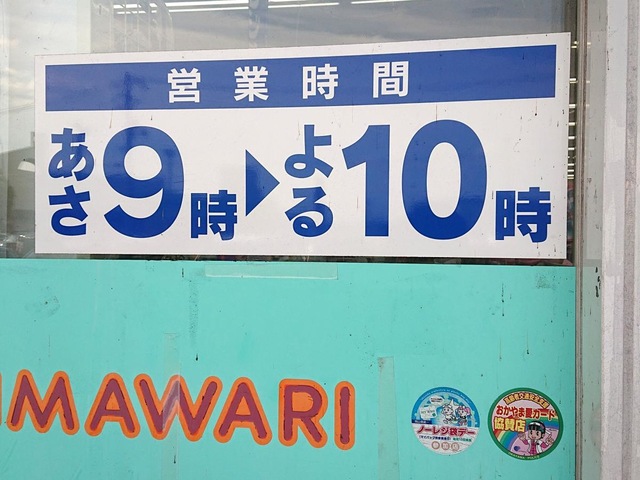 営業時間
あさ9時▶よる10時
IMAWARI
ノーレジ袋デー
おかやま愛カード
協賛店